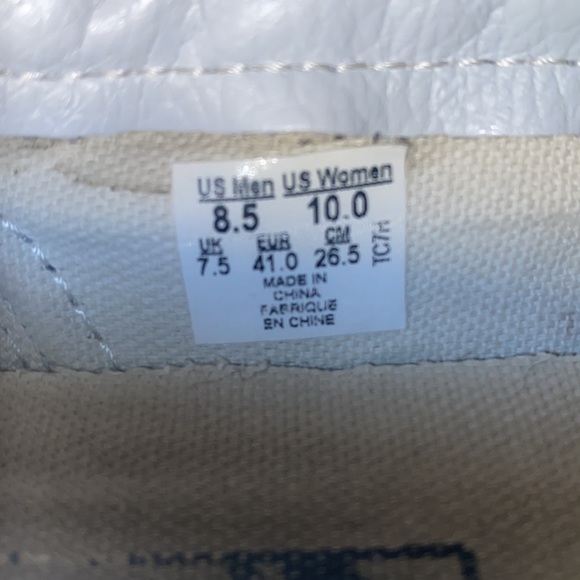 US Men US Women
8.5 10.0
UK EUR CM
7.5 41.0 26.5
TC7H
MADE IN
CHINA
FABRIQUE
EN CHINE